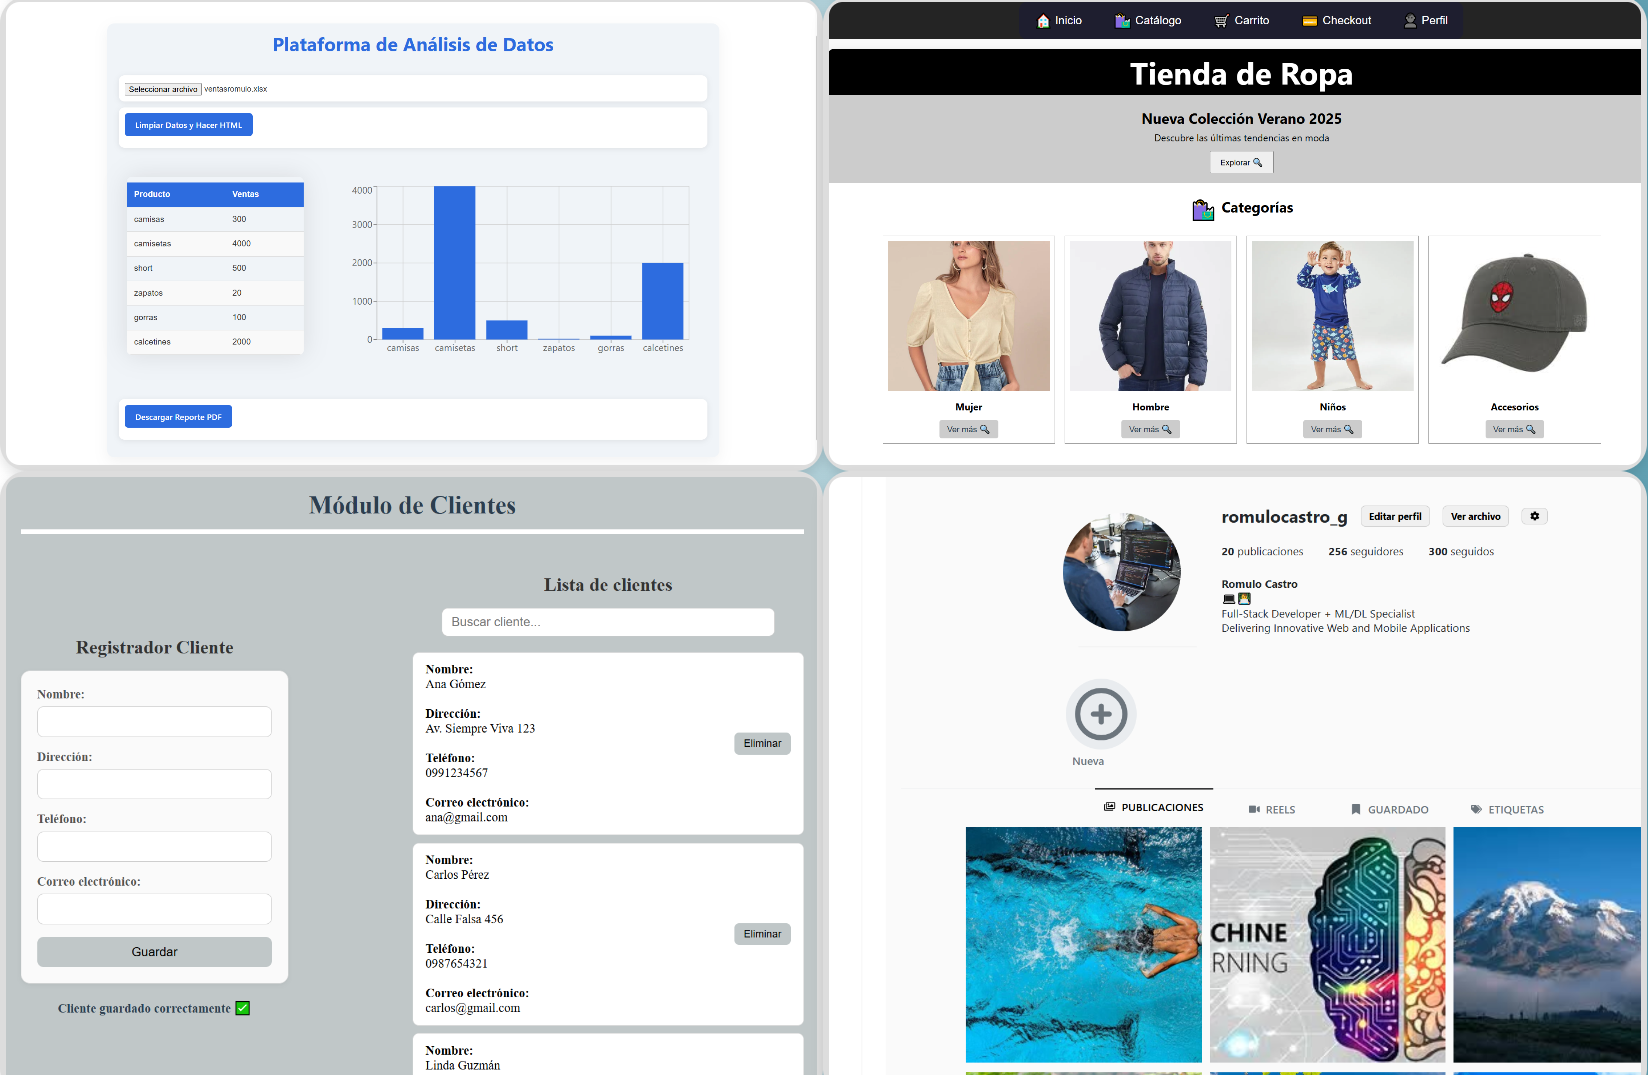 Plataforma de Análisis de Datos
Seleccionar archivo ventasromulo.xlsx
Limpiar Datos y Hacer HTML
Producto Ventas
camisas 300
camisetas 4000
short 500
zapatos 20
gorras 100
calcetines 2000
4000
3000
2000
1000
0
camisas camisetas short zapatos gorras calcetines
Descargar Reporte PDF
Inicio Catálogo Carrito Checkout Perfil
Tienda de Ropa
Nueva Colección Verano 2025
Descubre las últimas tendencias en moda
Explorar
Categorías
Mujer Hombre Niños Accesorios
Ver más Ver más Ver más Ver más
Módulo de Clientes
Registrador Cliente
Nombre:
Dirección:
Teléfono:
Correo electrónico:
Guardar
Cliente guardado correctamente ✅
Lista de clientes
Buscar cliente...
Nombre:
Ana Gómez
Dirección:
Av. Siempre Viva 123
Teléfono:
0991234567
Correo electrónico:
ana@gmail.com
Eliminar
Nombre:
Carlos Pérez
Dirección:
Calle Falsa 456
Teléfono:
0987654321
Correo electrónico:
carlos@gmail.com
Eliminar
Nombre:
Linda Guzmán
romulocastro_g Editar perfil Ver archivo
20 publicaciones 256 seguidores 300 seguidos
Romulo Castro
Full-Stack Developer + ML/DL Specialist
Delivering Innovative Web and Mobile Applications
Nueva
PUBLICACIONES REELS GUARDADO ETIQUETAS
CHINE
RNING